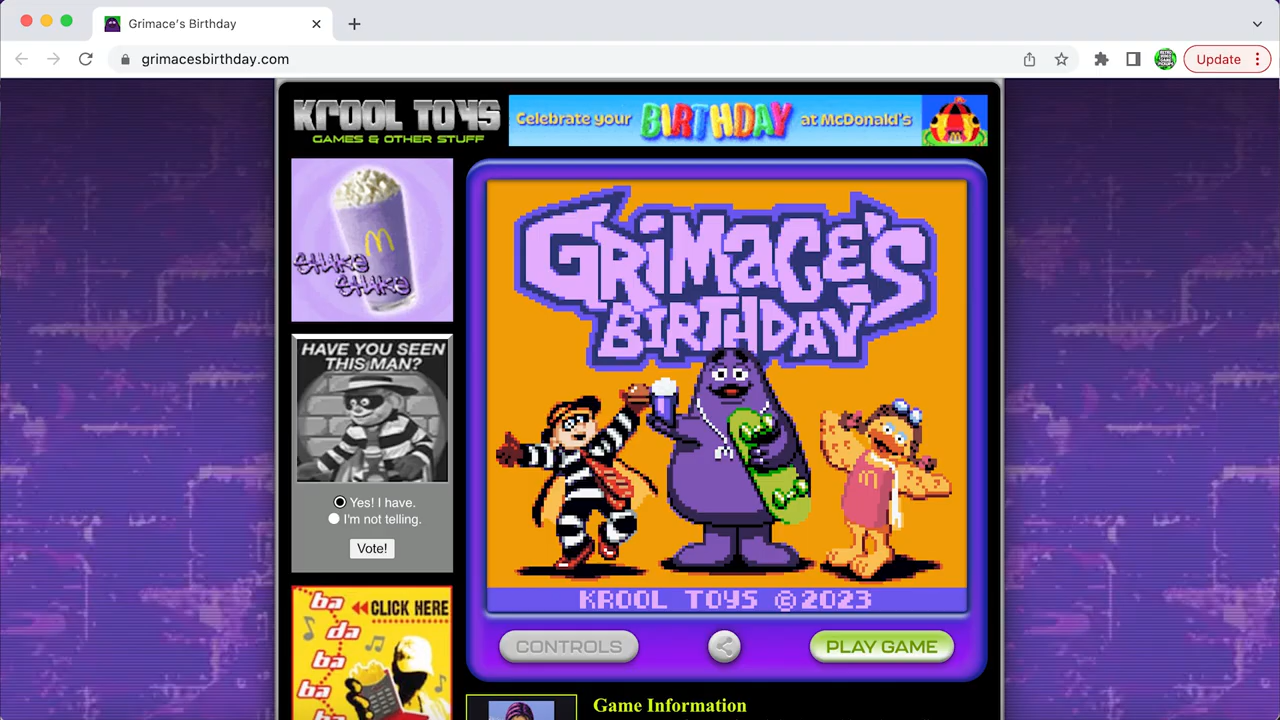 Grimace's Birthday
grimacesbirthday.com
Update
KROOL TOYS
GAMES & OTHER STUFF
Celebrate your BIRTHDAY at McDonald's
SHAKE
SHAKE
HAVE YOU SEEN
THIS MAN?
Yes! I have.
I'm not telling.
Vote!
ba
CLICK HERE
da
ba
ba
GRiMaCE'S
BIRTHDAY
KROOL TOYS ©2023
CONTROLS
PLAY GAME
Game Information